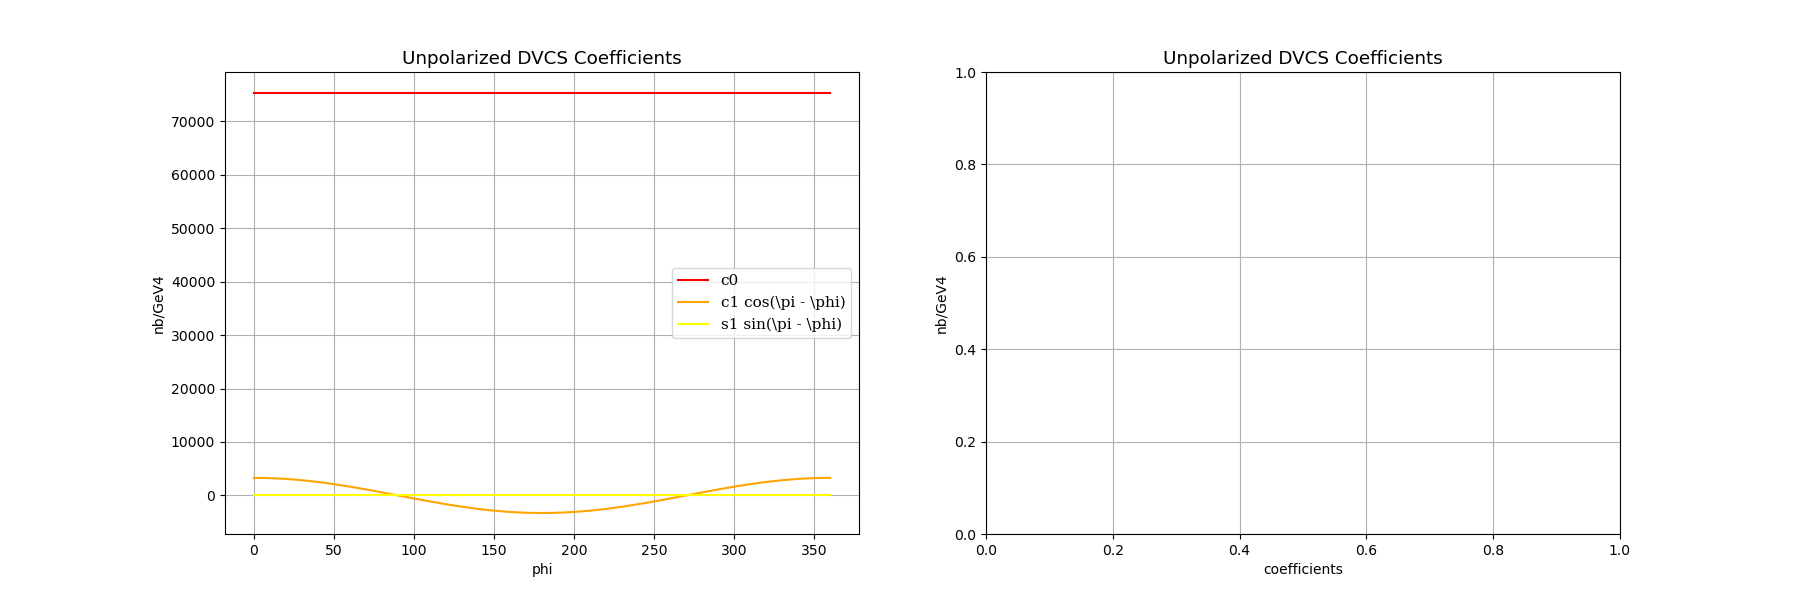 Unpolarized DVCS Coefficients
70000
60000
50000
40000
30000
20000
10000
0
nb/GeV4
0 50 100 150 200 250 300 350
phi
c0
c1 cos(\pi - \phi)
s1 sin(\pi - \phi)
Unpolarized DVCS Coefficients
1.0
0.8
0.6
0.4
0.2
0.0
nb/GeV4
0.0 0.2 0.4 0.6 0.8 1.0
coefficients